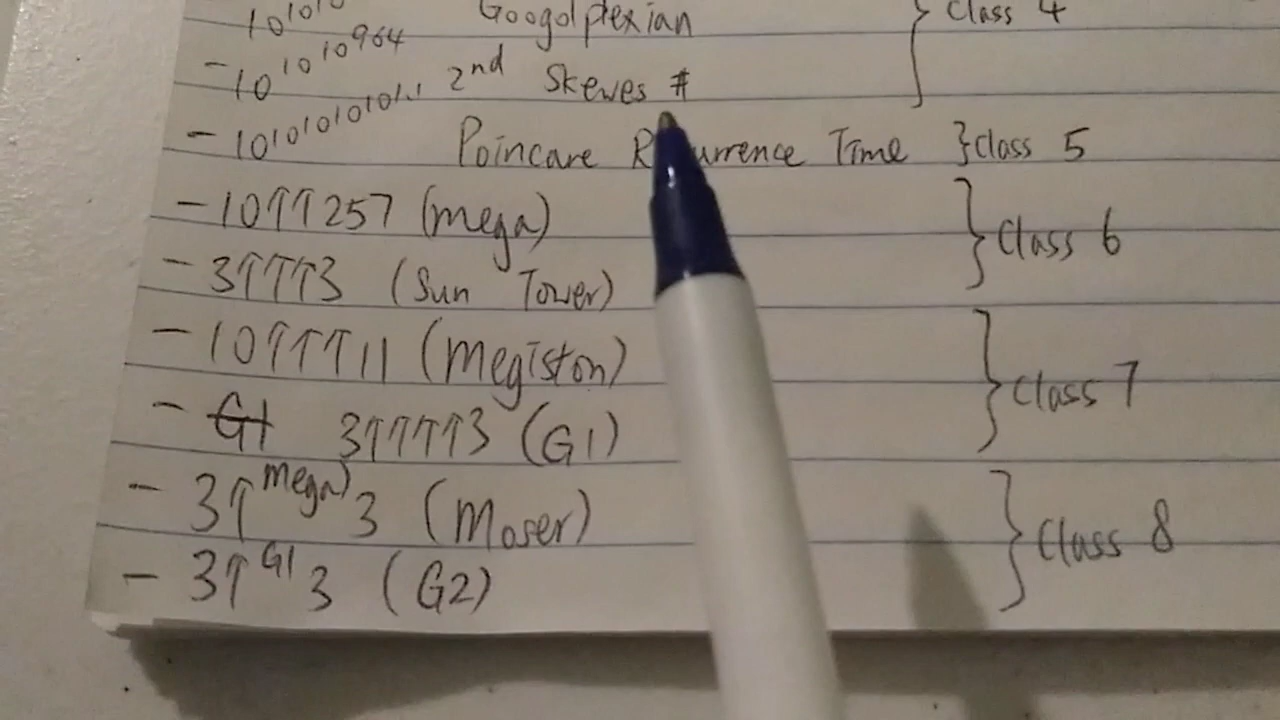 10^10^10 Googolplexian } Class 4
- 10^10^10^964 2nd Skewes #
- 10^10^10^10^10^1.1 Poincare Recurrence Time } Class 5
- 10↑↑257 (mega) } Class 6
- 3↑↑↑3 (Sun Tower)
- 10↑↑↑11 (Megiston) } Class 7
- G1 3↑↑↑↑3 (G1)
- 3↑^mega) 3 (Moser) } Class 8
- 3↑^G1 3 (G2)